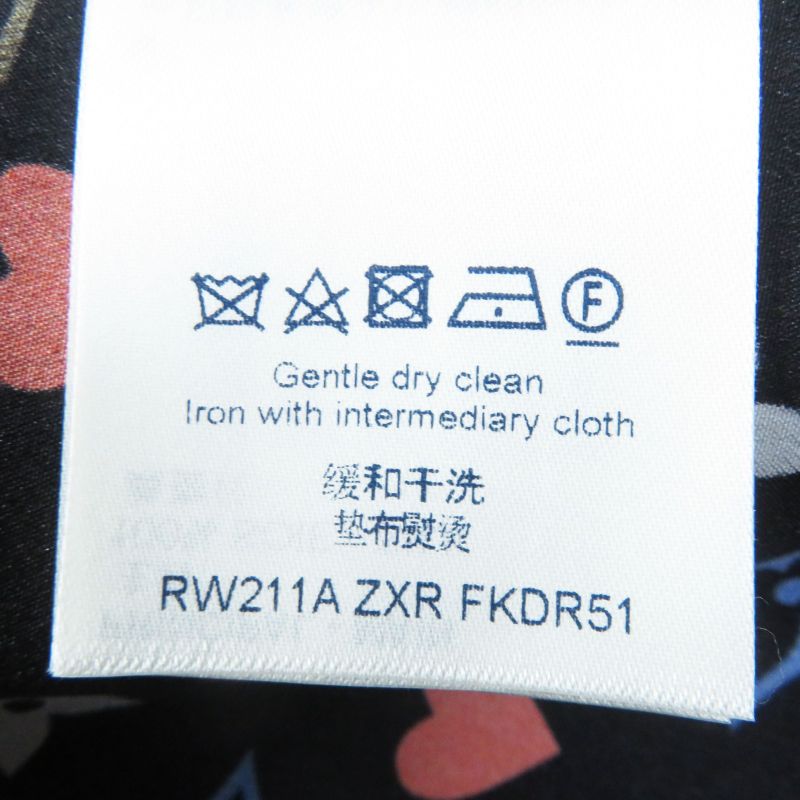 F
Gentle dry clean
Iron with intermediary cloth
缓和干洗
垫布熨烫
RW211A ZXR FKDR51